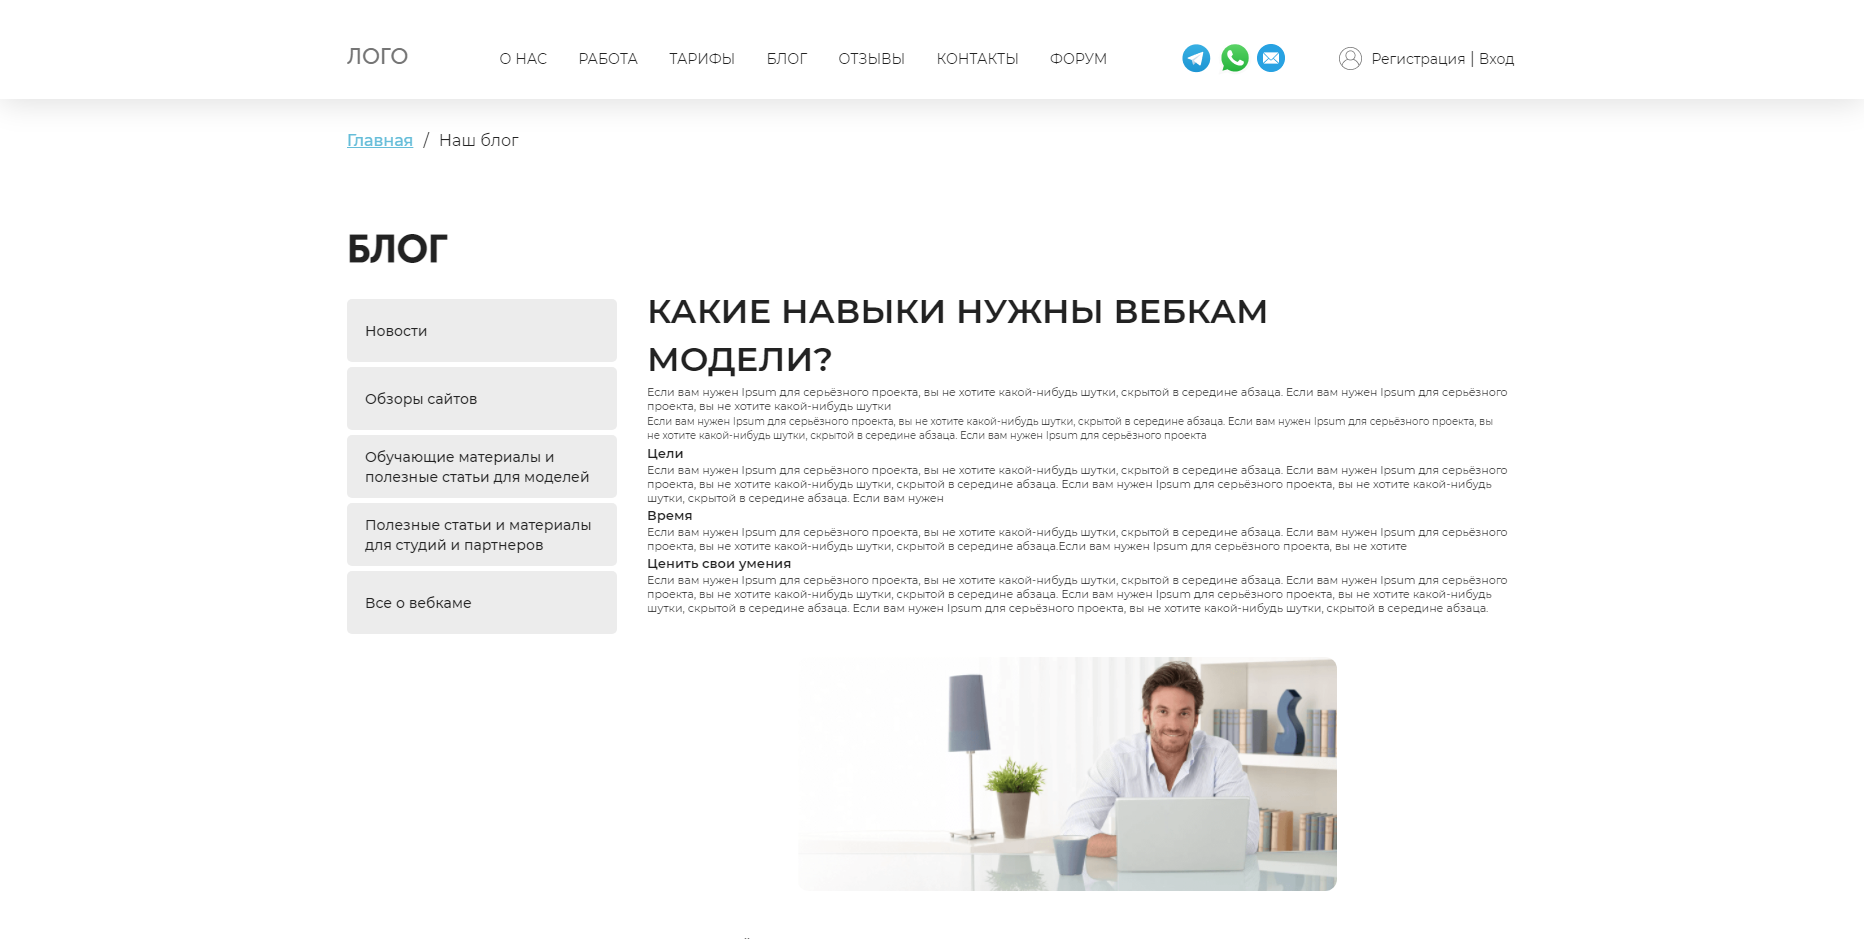 ЛОГО
О НАС
РАБОТА
ТАРИФЫ
БЛОГ
ОТЗЫВЫ
КОНТАКТЫ
ФОРУМ
Регистрация | Вход
Главная / Наш блог
БЛОГ
Новости
Обзоры сайтов
Обучающие материалы и
полезные статьи для моделей
Полезные статьи и материалы
для студий и партнеров
Все о вебкаме
КАКИЕ НАВЫКИ НУЖНЫ ВЕБКАМ
МОДЕЛИ?
Если вам нужен Ipsum для серьёзного проекта, вы не хотите какой-нибудь шутки, скрытой в середине абзаца. Если вам нужен Ipsum для серьёзного
проекта, вы не хотите какой-нибудь шутки
Если вам нужен Ipsum для серьёзного проекта, вы не хотите какой-нибудь шутки, скрытой в середине абзаца. Если вам нужен Ipsum для серьёзного проекта, вы
не хотите какой-нибудь шутки, скрытой в середине абзаца. Если вам нужен Ipsum для серьёзного проекта
Цели
Если вам нужен Ipsum для серьёзного проекта, вы не хотите какой-нибудь шутки, скрытой в середине абзаца. Если вам нужен Ipsum для серьёзного
проекта, вы не хотите какой-нибудь шутки, скрытой в середине абзаца. Если вам нужен Ipsum для серьёзного проекта, вы не хотите какой-нибудь
шутки, скрытой в середине абзаца. Если вам нужен
Время
Если вам нужен Ipsum для серьёзного проекта, вы не хотите какой-нибудь шутки, скрытой в середине абзаца. Если вам нужен Ipsum для серьёзного
проекта, вы не хотите какой-нибудь шутки, скрытой в середине абзаца.Если вам нужен Ipsum для серьёзного проекта, вы не хотите
Ценить свои умения
Если вам нужен Ipsum для серьёзного проекта, вы не хотите какой-нибудь шутки, скрытой в середине абзаца. Если вам нужен Ipsum для серьёзного
проекта, вы не хотите какой-нибудь шутки, скрытой в середине абзаца. Если вам нужен Ipsum для серьёзного проекта, вы не хотите какой-нибудь
шутки, скрытой в середине абзаца. Если вам нужен Ipsum для серьёзного проекта, вы не хотите какой-нибудь шутки, скрытой в середине абзаца.